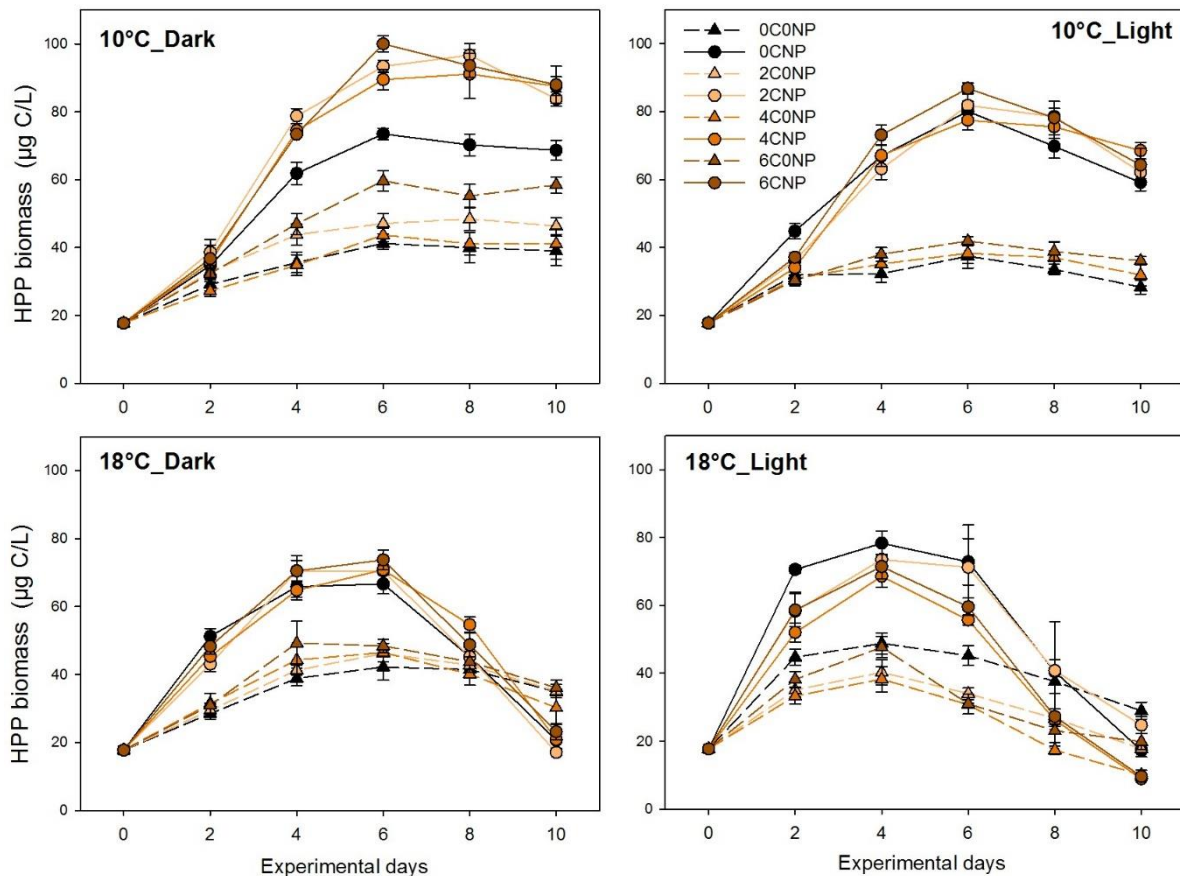 10°C_Dark
100
80
60
40
20
0
HPP biomass (µg C/L)
0 2 4 6 8 10
10°C_Light
0C0NP
0CNP
2C0NP
2CNP
4C0NP
4CNP
6C0NP
6CNP
100
80
60
40
20
0
0 2 4 6 8 10
18°C_Dark
100
80
60
40
20
0
HPP biomass (µg C/L)
0 2 4 6 8 10
Experimental days
18°C_Light
100
80
60
40
20
0
0 2 4 6 8 10
Experimental days